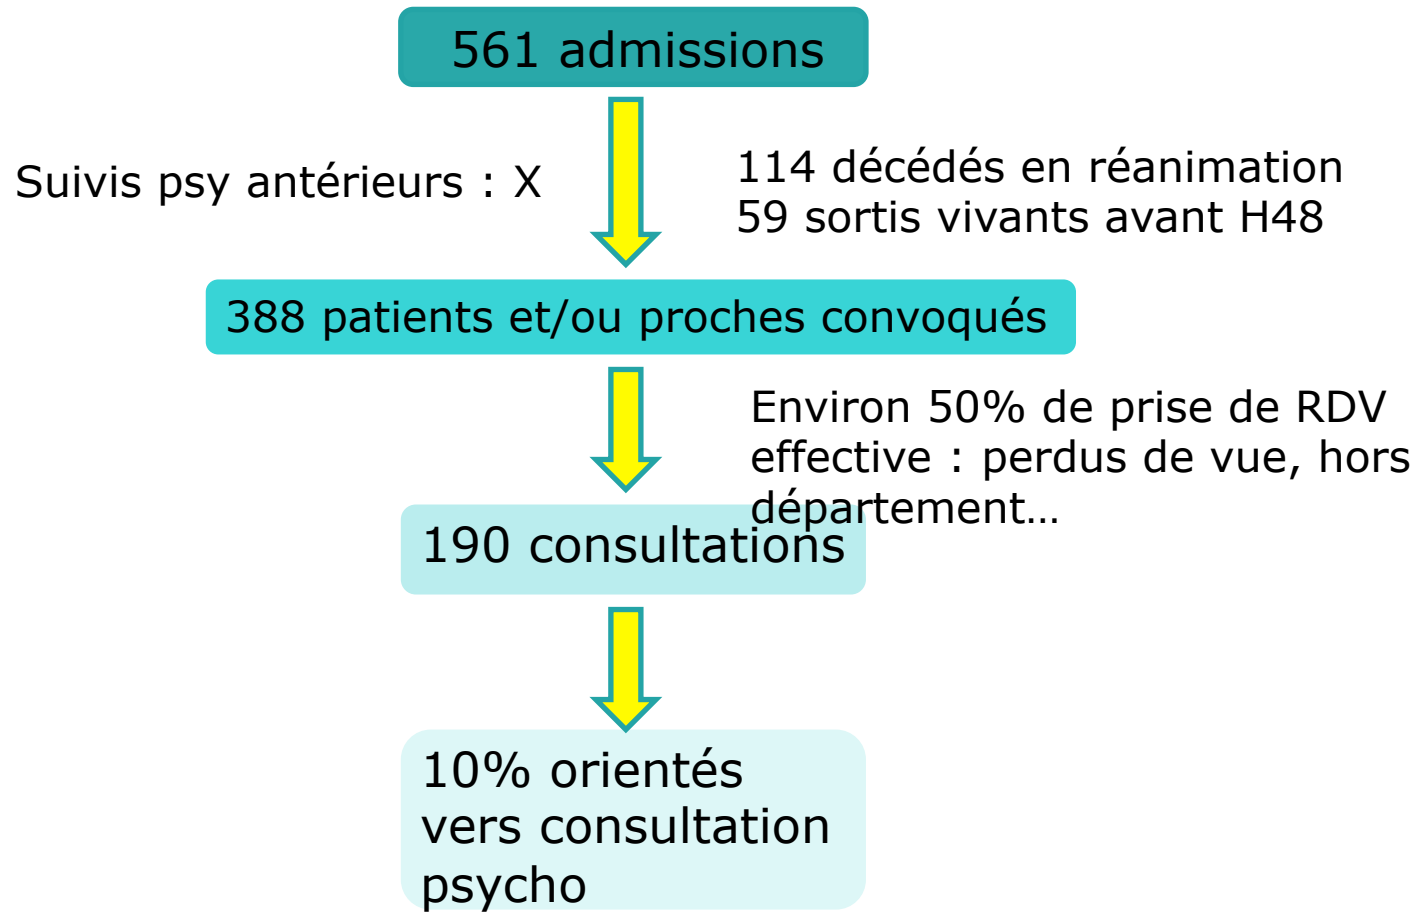 561 admissions
Suivis psy antérieurs : X
114 décédés en réanimation
59 sortis vivants avant H48
388 patients et/ou proches convoqués
Environ 50% de prise de RDV
effective : perdus de vue, hors
département…
190 consultations
10% orientés
vers consultation
psycho